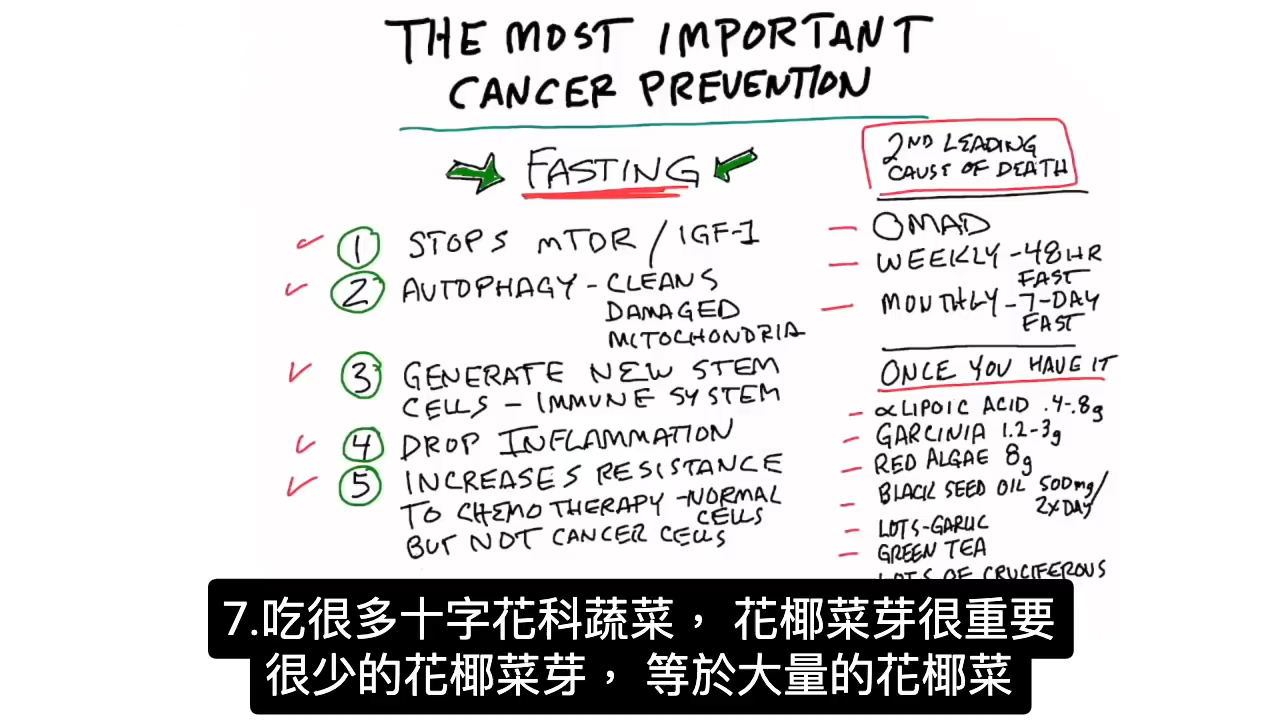 THE MOST IMPORTANT
CANCER PREVENTION
FASTING
1 STOPS MTOR / IGF-1
2 AUTOPHAGY - CLEANS
DAMAGED
MITOCHONDRIA
3 GENERATE NEW STEM
CELLS - IMMUNE SYSTEM
4 DROP INFLAMMATION
5 INCREASES RESISTANCE
TO CHEMOTHERAPY - NORMAL
CELLS
BUT NOT CANCER CELLS
2ND LEADING
CAUSE OF DEATH
OMAD
WEEKLY - 48HR
FAST
MONTHLY - 7-DAY
FAST
ONCE YOU HAVE IT
∝ LIPOIC ACID .4-.8g
GARCINIA 1.2-3g
RED ALGAE 8g
BLACK SEED OIL 500mg/
2XDAY
LOTS-GARLIC
GREEN TEA
LOTS OF CRUCIFEROUS
7.吃很多十字花科蔬菜， 花椰菜芽很重要
很少的花椰菜芽， 等於大量的花椰菜